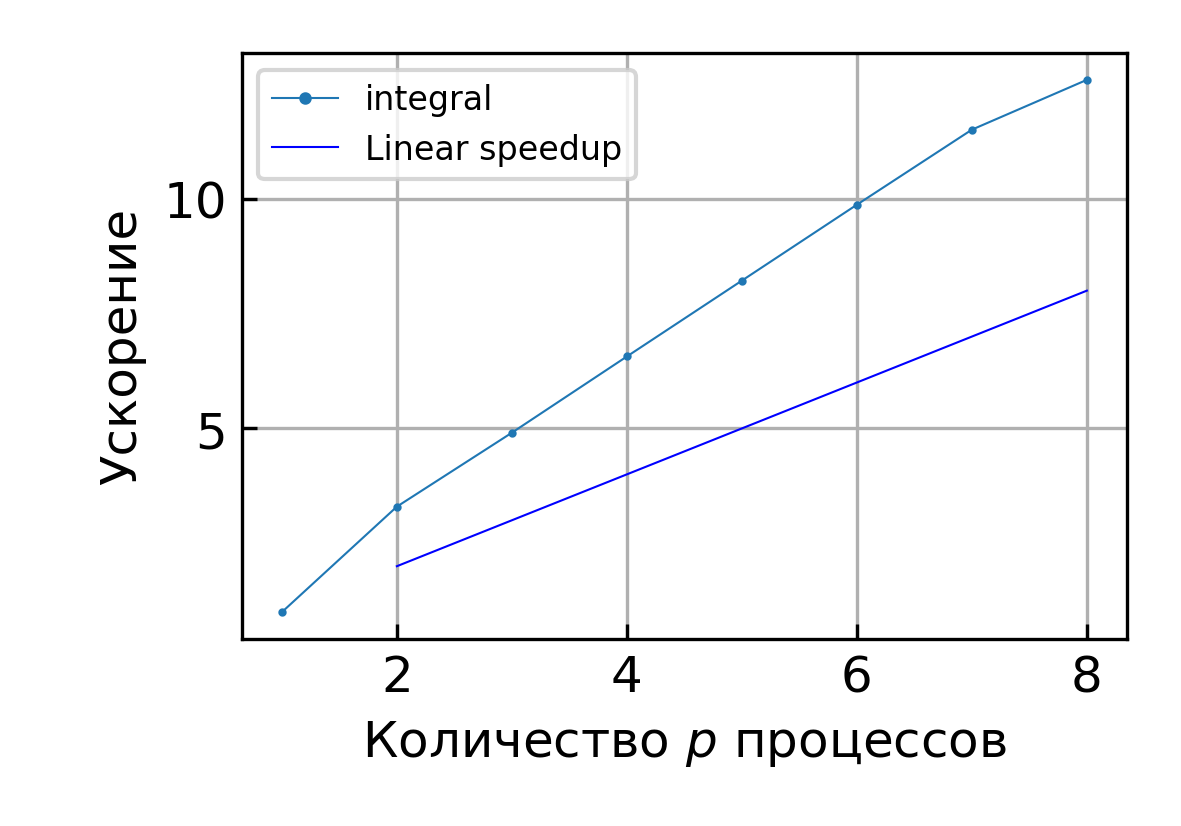 integral
Linear speedup
Ускорение
10
5
2 4 6 8
Количество p процессов